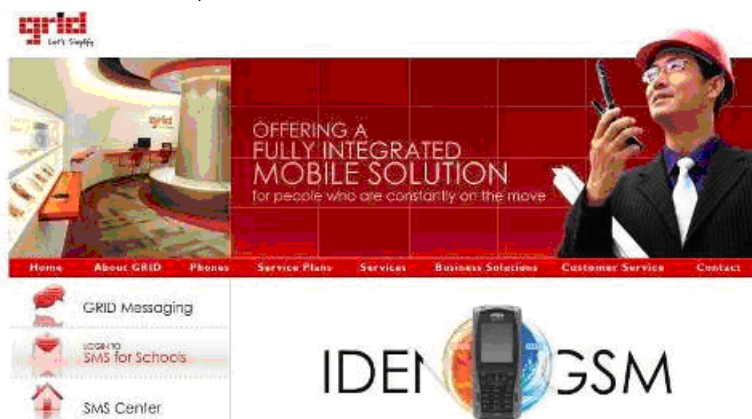 grid
Let's Simplify
grid
OFFERING A
FULLY INTEGRATED
MOBILE SOLUTION
for people who are constantly on the move
Home About GRID Phones Service Plans Services Business Solutions Customer Service Contact
GRID Messaging
LOGIN TO
SMS for Schools
SMS Center
IDEN GSM